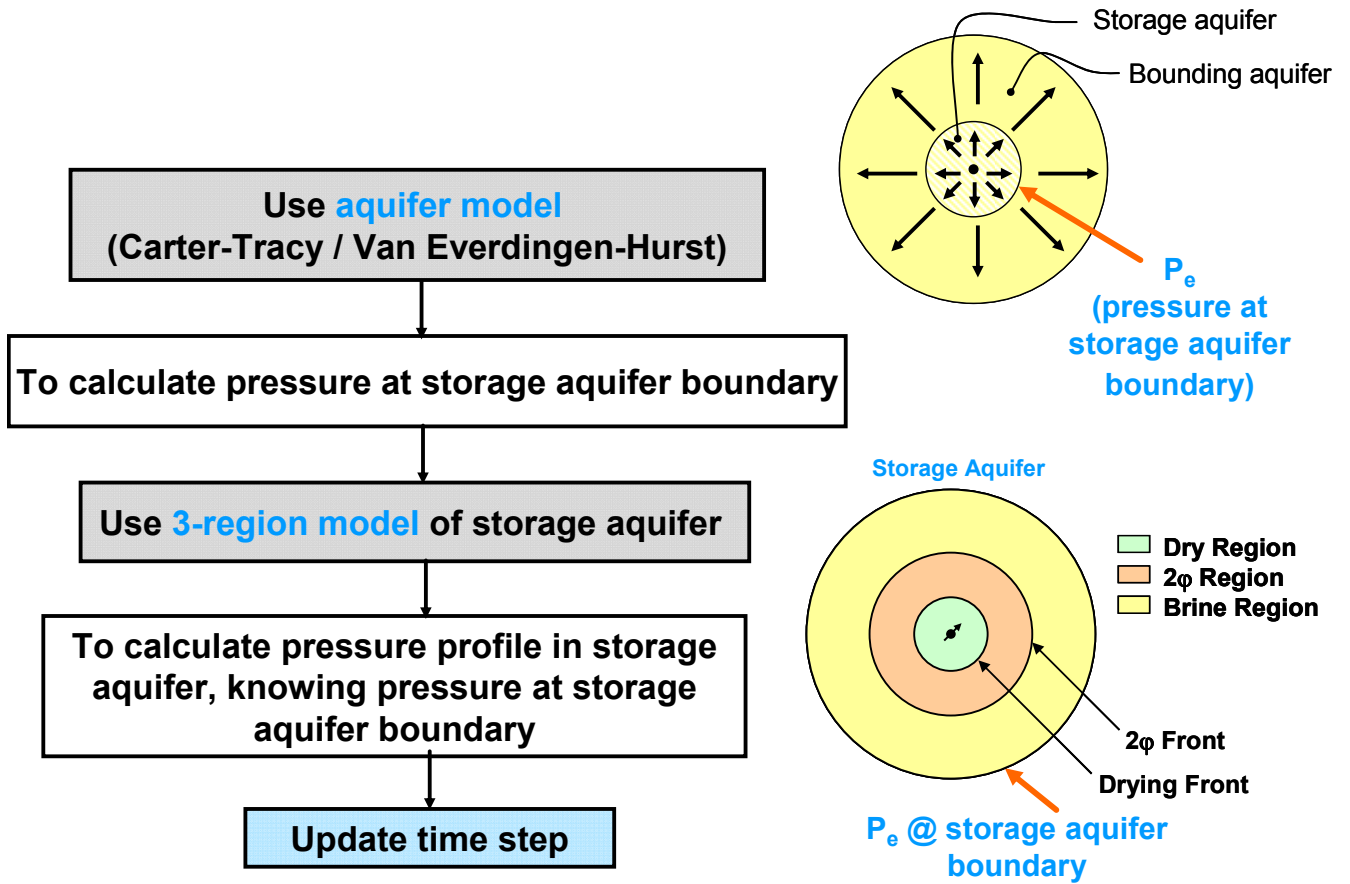 Use aquifer model
(Carter-Tracy / Van Everdingen-Hurst)
To calculate pressure at storage aquifer boundary
Use 3-region model of storage aquifer
To calculate pressure profile in storage
aquifer, knowing pressure at storage
aquifer boundary
Update time step
Storage aquifer
Bounding aquifer
Pe
(pressure at
storage aquifer
boundary)
Storage Aquifer
Dry Region
2φ Region
Brine Region
2φ Front
Drying Front
Pe @ storage aquifer
boundary